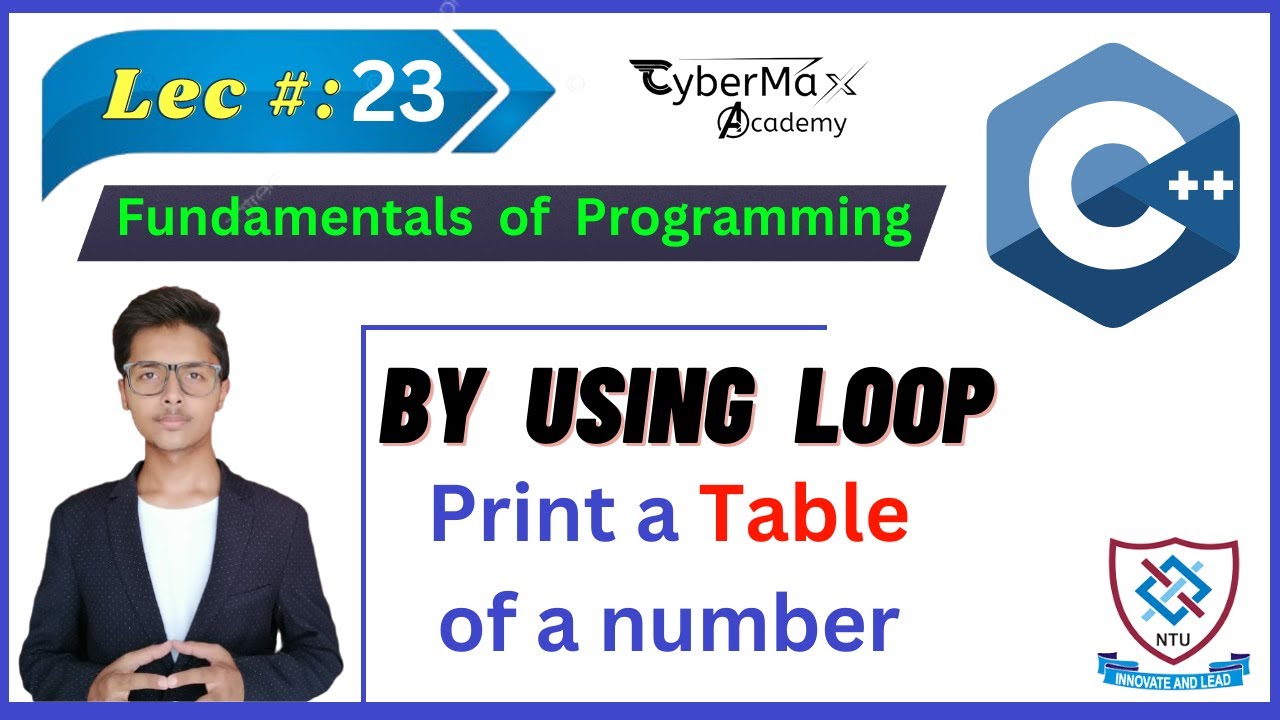 Lec #: 23
CyberMax
Academy
C++
Fundamentals of Programming
BY USING LOOP
Print a Table
of a number
NTU
INNOVATE AND LEAD